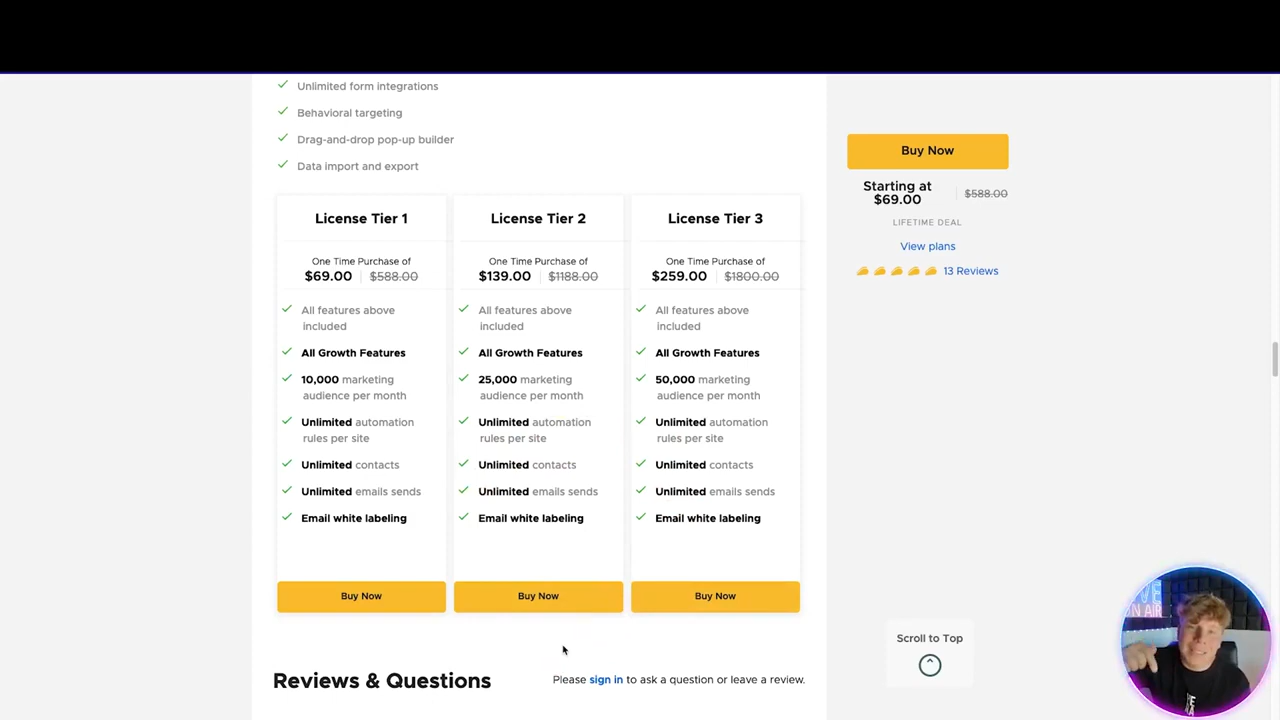 Unlimited form integrations
Behavioral targeting
Drag-and-drop pop-up builder
Data import and export
License Tier 1
One Time Purchase of
$69.00 $588.00
All features above
included
All Growth Features
10,000 marketing
audience per month
Unlimited automation
rules per site
Unlimited contacts
Unlimited emails sends
Email white labeling
Buy Now
License Tier 2
One Time Purchase of
$139.00 $1188.00
All features above
included
All Growth Features
25,000 marketing
audience per month
Unlimited automation
rules per site
Unlimited contacts
Unlimited emails sends
Email white labeling
Buy Now
License Tier 3
One Time Purchase of
$259.00 $1800.00
All features above
included
All Growth Features
50,000 marketing
audience per month
Unlimited automation
rules per site
Unlimited contacts
Unlimited emails sends
Email white labeling
Buy Now
Reviews & Questions
Please sign in to ask a question or leave a review.
Buy Now
Starting at
$69.00
$588.00
LIFETIME DEAL
View plans
13 Reviews
Scroll to Top
ON AIR